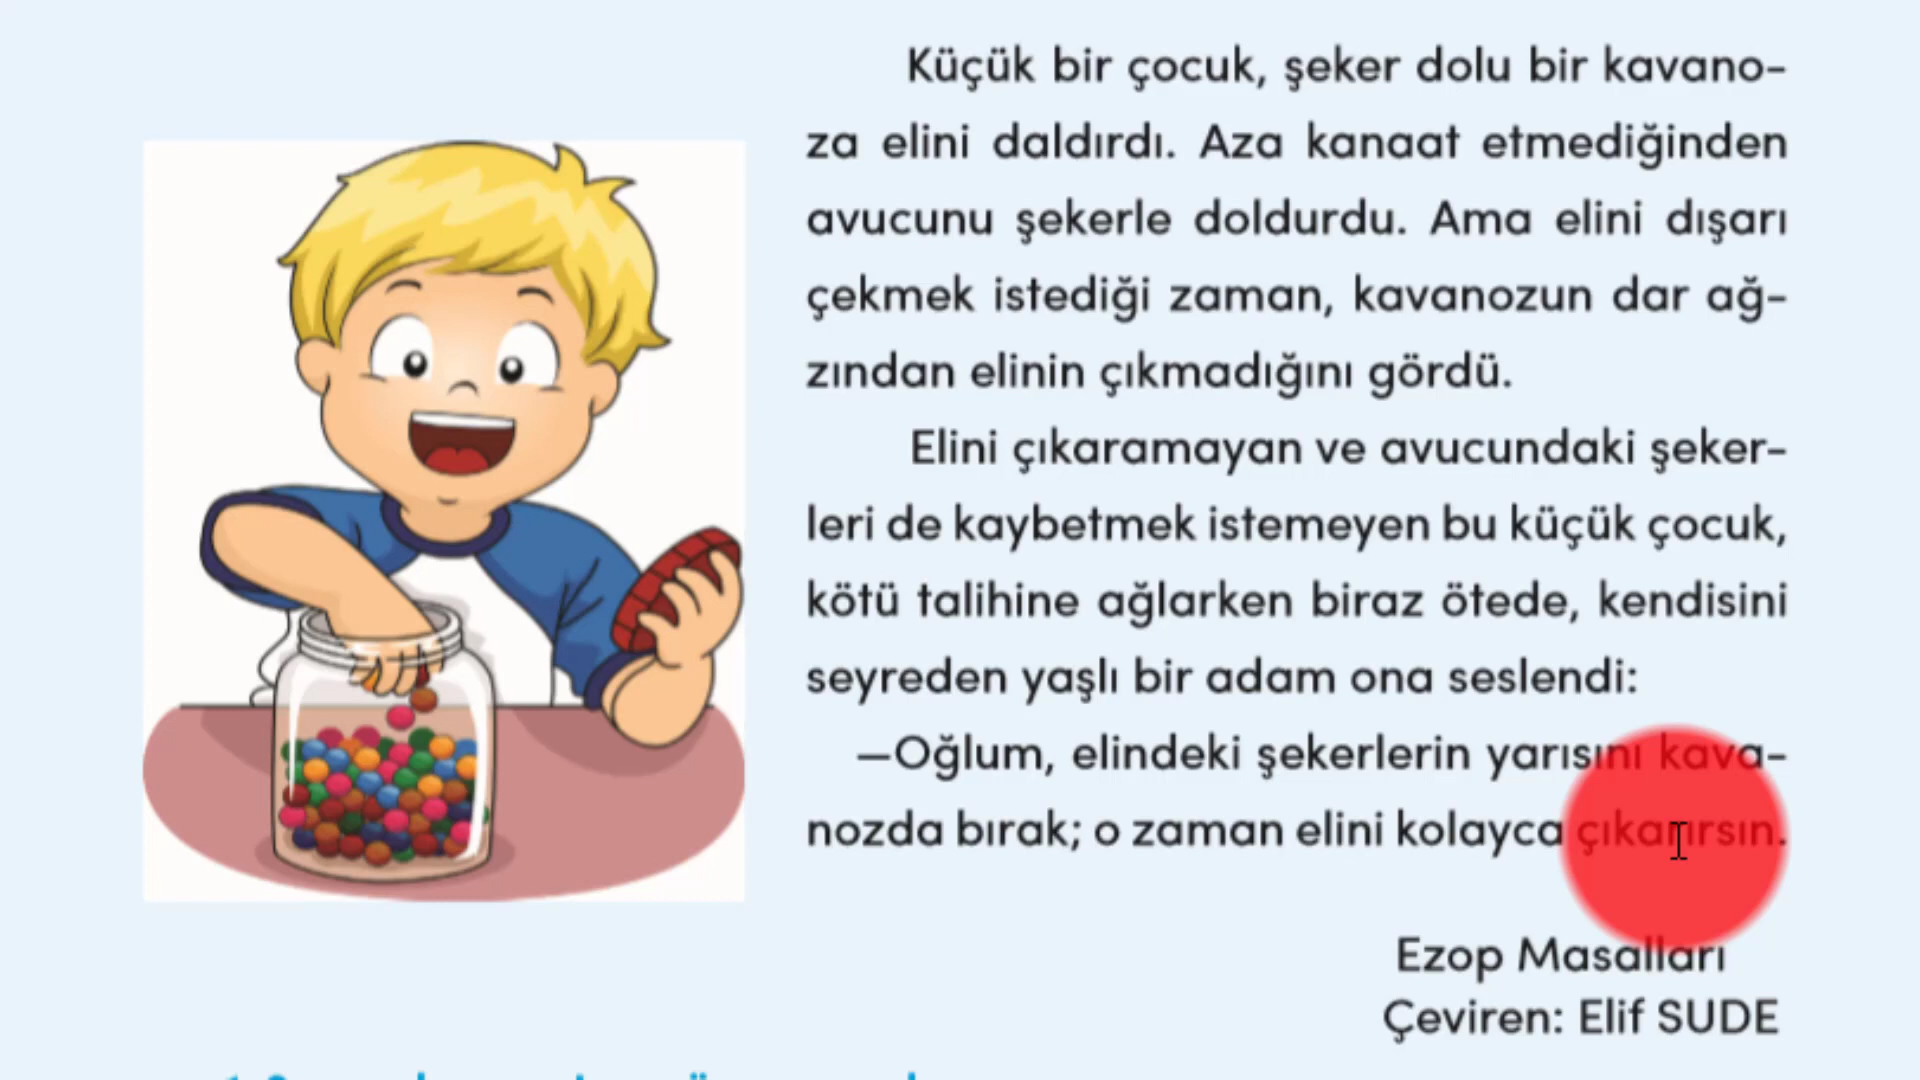 Küçük bir çocuk, şeker dolu bir kavano-
za elini daldırdı. Aza kanaat etmediğinden
avucunu şekerle doldurdu. Ama elini dışarı
çekmek istediği zaman, kavanozun dar ağ-
zından elinin çıkmadığını gördü.
Elini çıkaramayan ve avucundaki şeker-
leri de kaybetmek istemeyen bu küçük çocuk,
kötü talihine ağlarken biraz ötede, kendisini
seyreden yaşlı bir adam ona seslendi:
—Oğlum, elindeki şekerlerin yarısını kava-
nozda bırak; o zaman elini kolayca çıkarırsın.
Ezop Masalları
Çeviren: Elif SUDE